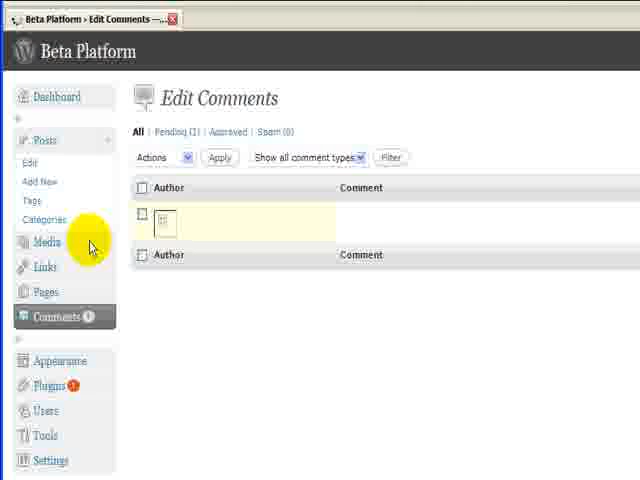 Beta Platform › Edit Comments —...
Beta Platform
Dashboard
Posts
Edit
Add New
Tags
Categories
Media
Links
Pages
Comments 1
Appearance
Plugins 1
Users
Tools
Settings
Edit Comments
All | Pending (1) | Approved | Spam (0)
Actions Apply Show all comment types Filter
Author Comment
Author Comment